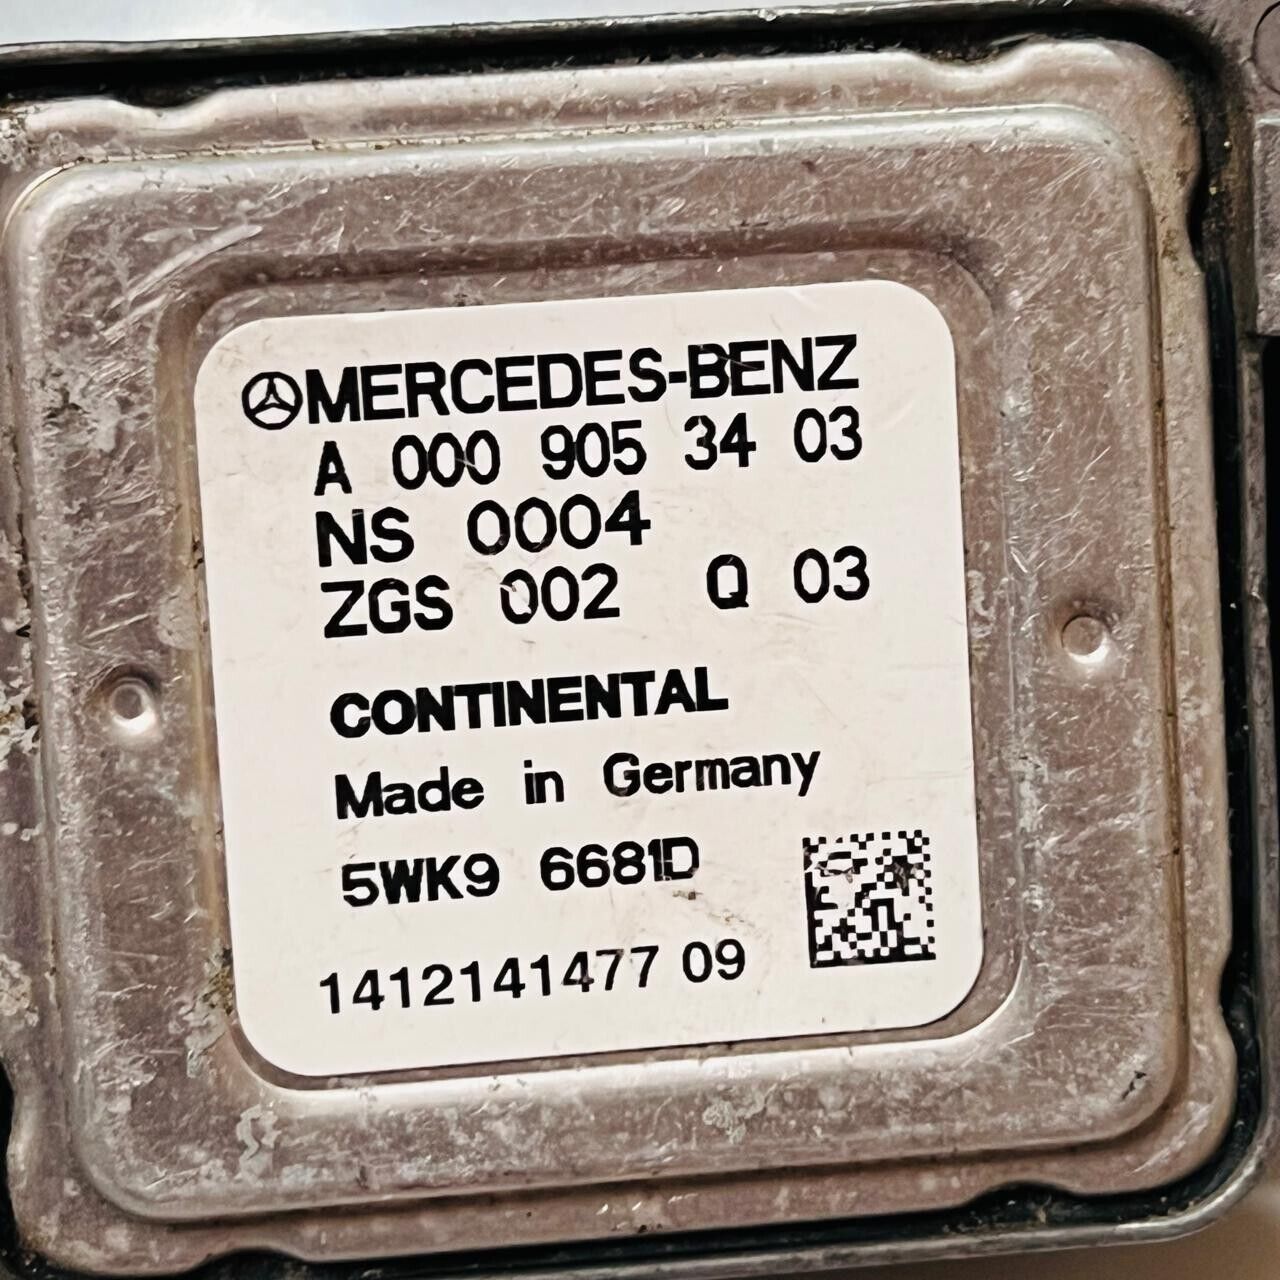 MERCEDES-BENZ
A 000 905 34 03
NS 0004
ZGS 002 Q 03
CONTINENTAL
Made in Germany
5WK9 6681D
1412141477 09